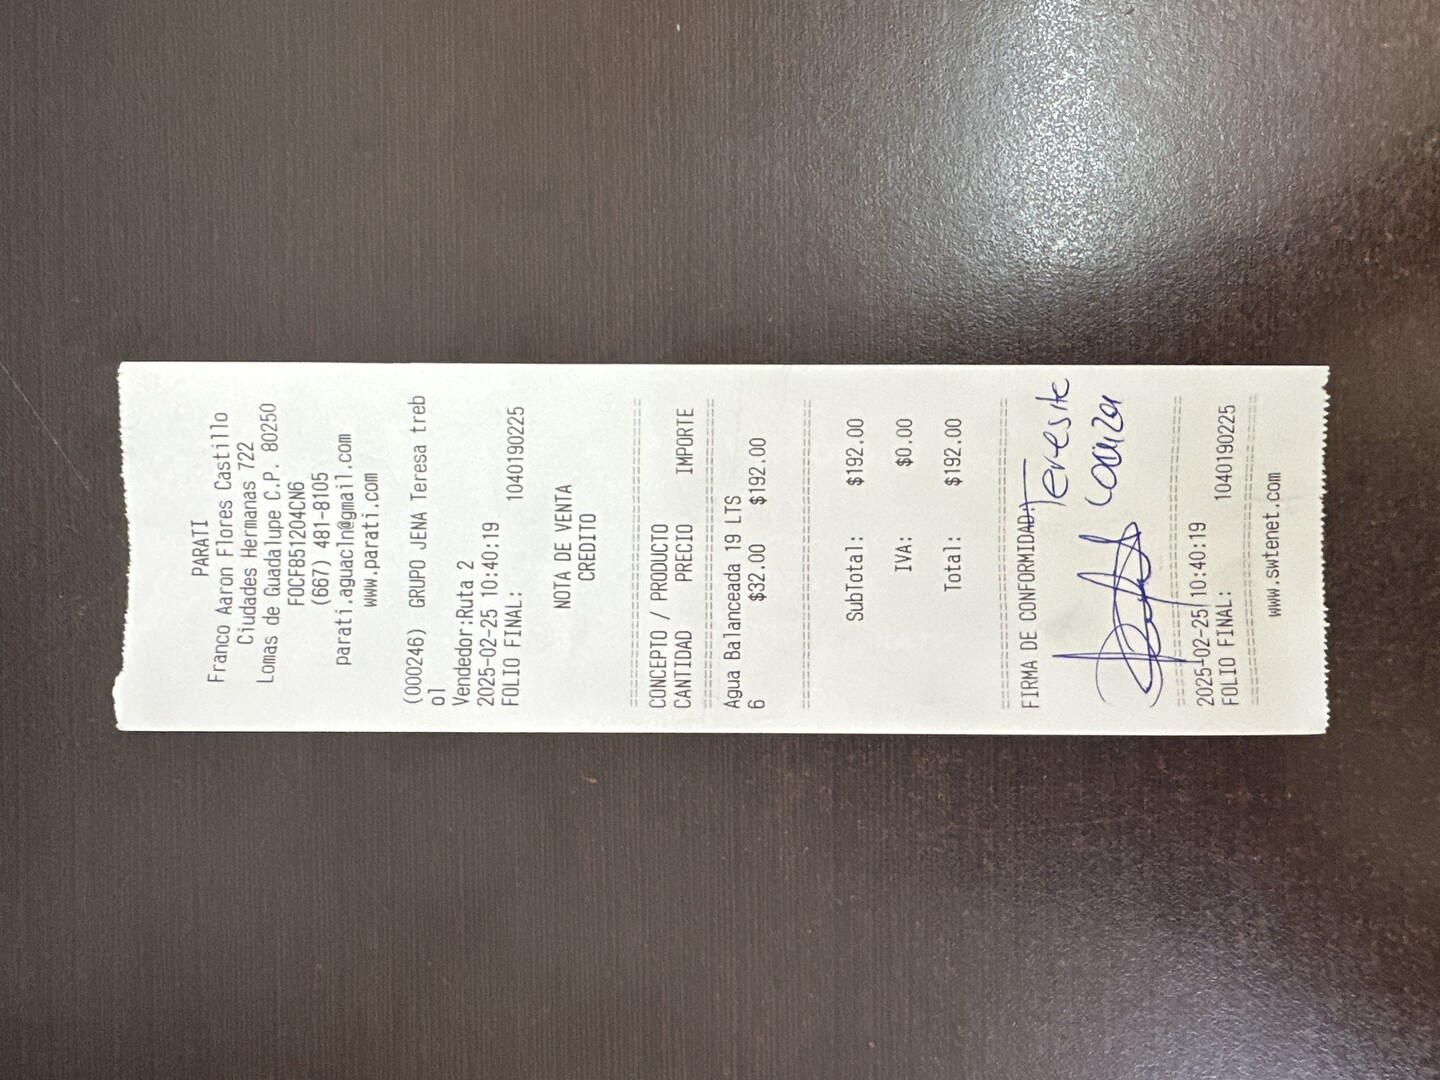 PARATI
Franco Aaron Flores Castillo
Ciudades Hermanas 722
Lomas de Guadalupe C.P. 80250
FOCF851204CN6
(667) 481-8105
parati.aguacln@gmail.com
www.parati.com
(000246) GRUPO JENA Teresa treb
ol
Vendedor:Ruta 2
2025-02-25 10:40:19
FOLIO FINAL: 1040190225
NOTA DE VENTA
CREDITO
CONCEPTO / PRODUCTO
CANTIDAD PRECIO IMPORTE
Agua Balanceada 19 LTS
6 $32.00 $192.00
SubTotal: $192.00
IVA: $0.00
Total: $192.00
FIRMA DE CONFORMIDAD:
2025-02-25 10:40:19
FOLIO FINAL: 1040190225
www.swtenet.com